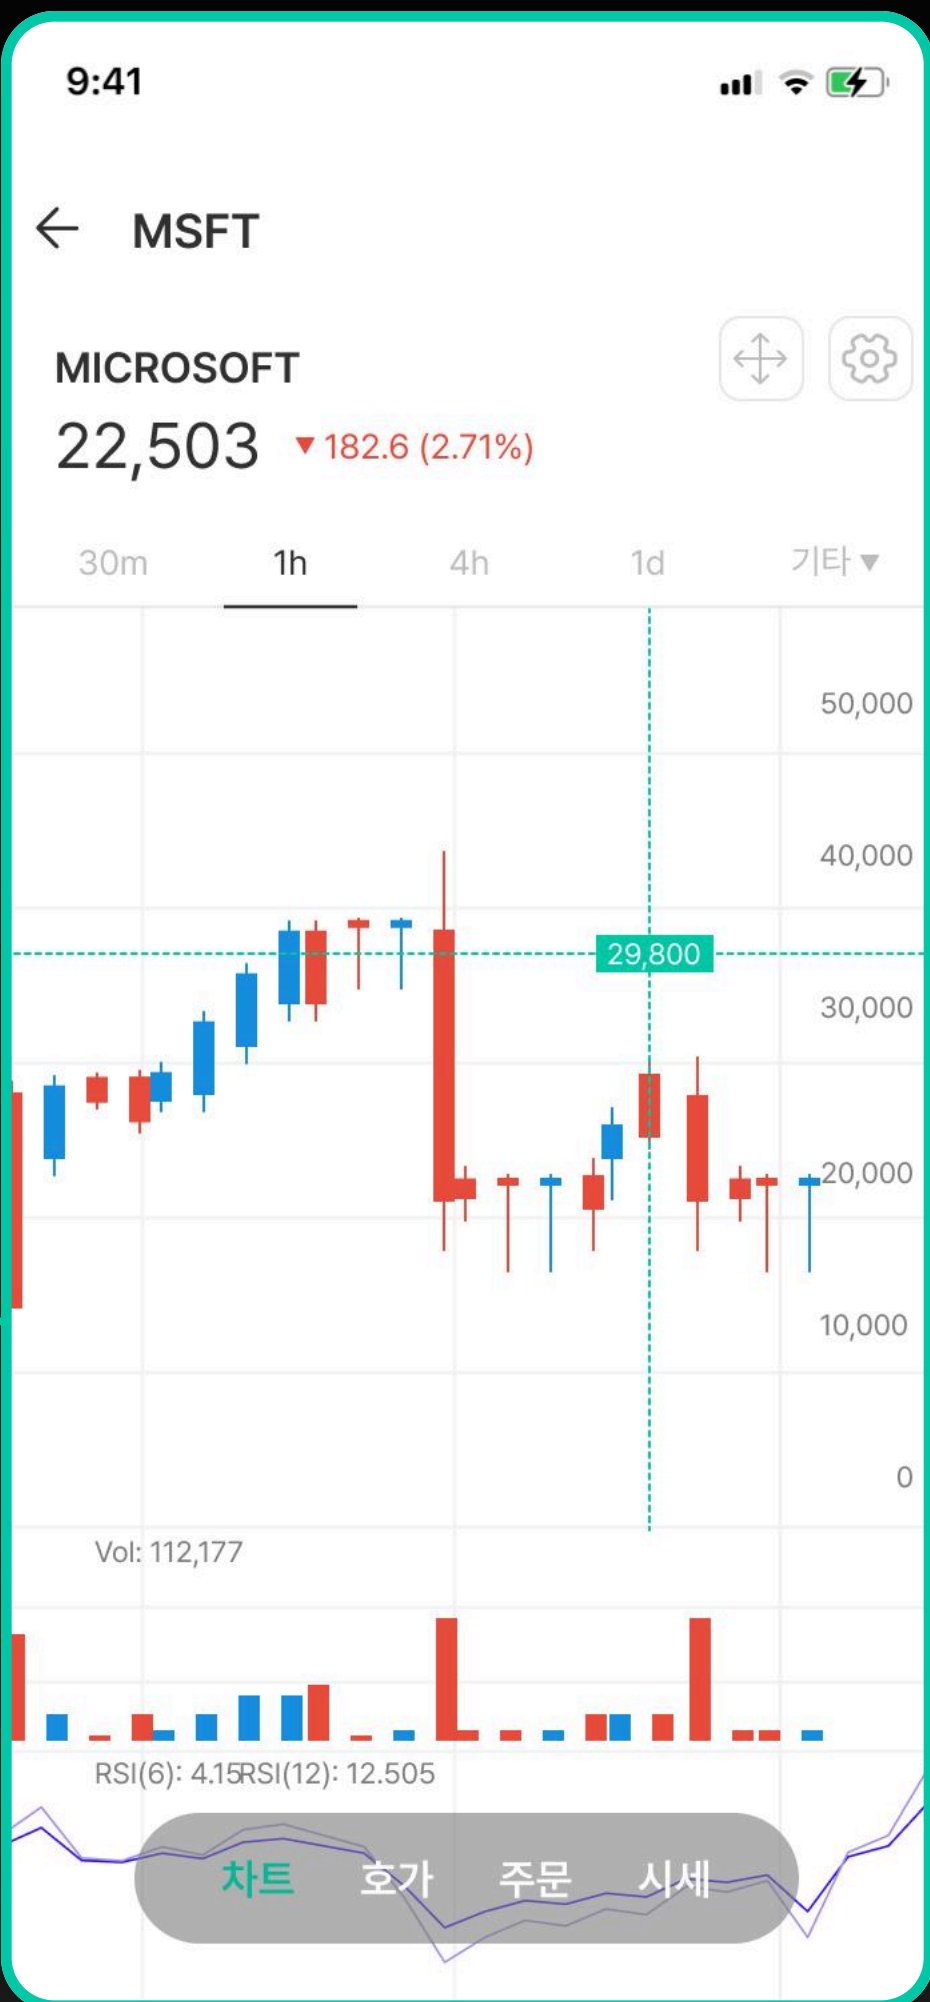 9:41
MSFT
MICROSOFT
22,503 ▼ 182.6 (2.71%)
30m 1h 4h 1d 기타 ▼
50,000
40,000
29,800
30,000
20,000
10,000
0
Vol: 112,177
RSI(6): 4.15RSI(12): 12.505
차트 호가 주문 시세